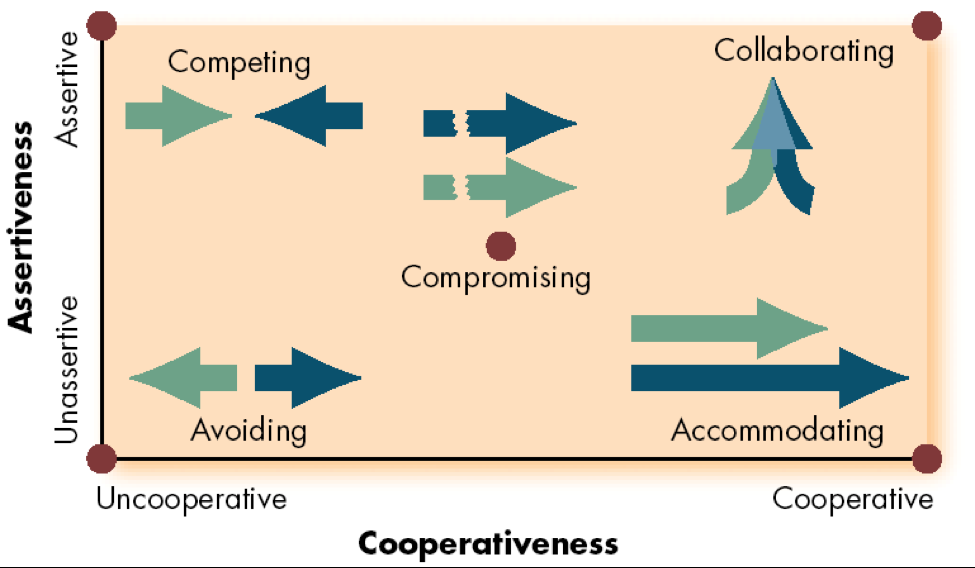 Assertiveness
Assertive
Unassertive
Competing
Collaborating
Compromising
Avoiding
Accommodating
Uncooperative
Cooperative
Cooperativeness